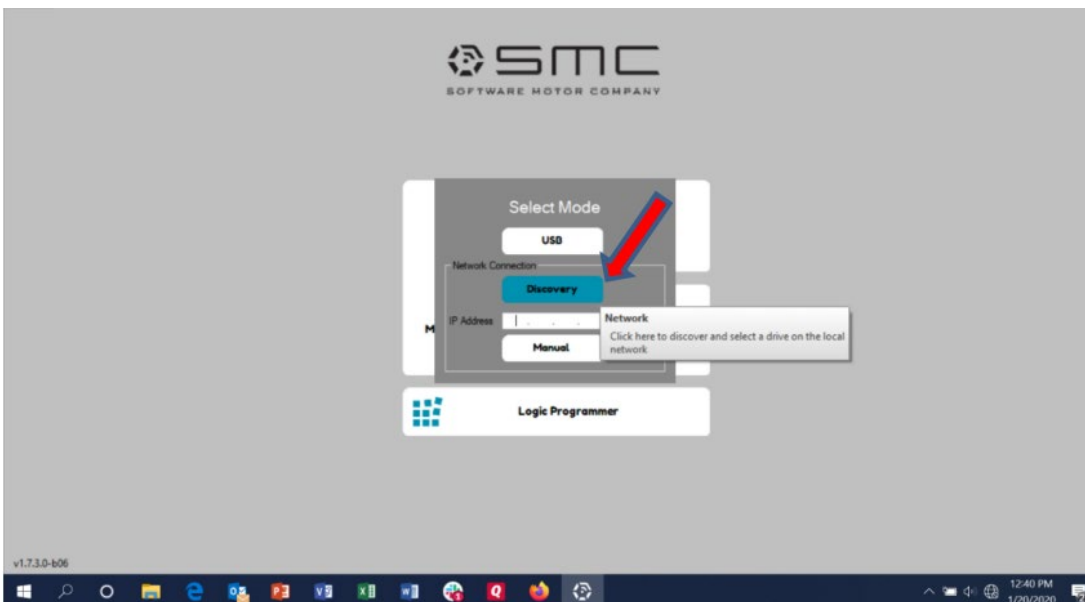 SMC
SOFTWARE MOTOR COMPANY
Select Mode
USB
Network Connection
Discovery
IP Address
Network
Click here to discover and select a drive on the local
network
M
Manual
Logic Programmer
v1.7.3.0-b06
12:40 PM
1/20/2020